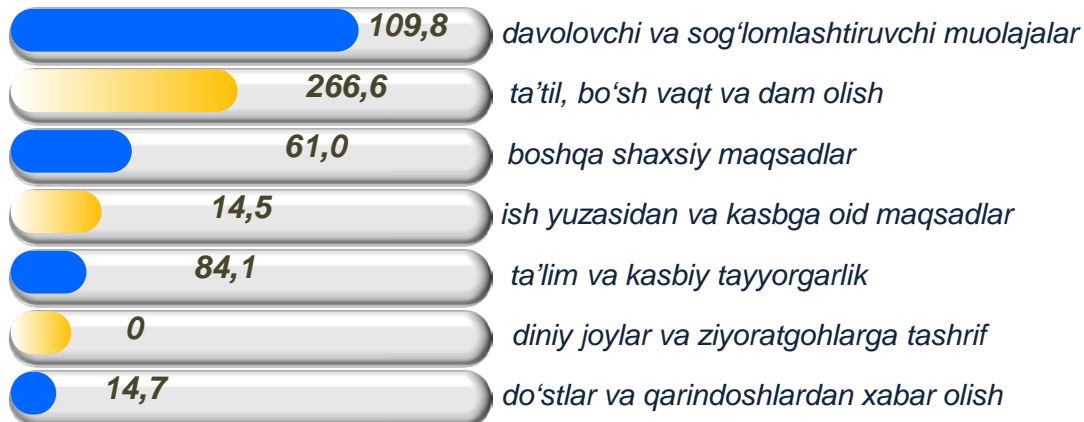 109,8 davolovchi va sog‘lomlashtiruvchi muolajalar
266,6 ta’til, bo‘sh vaqt va dam olish
61,0 boshqa shaxsiy maqsadlar
14,5 ish yuzasidan va kasbga oid maqsadlar
84,1 ta’lim va kasbiy tayyorgarlik
0 diniy joylar va ziyoratgohlarga tashrif
14,7 do‘stlar va qarindoshlardan xabar olish